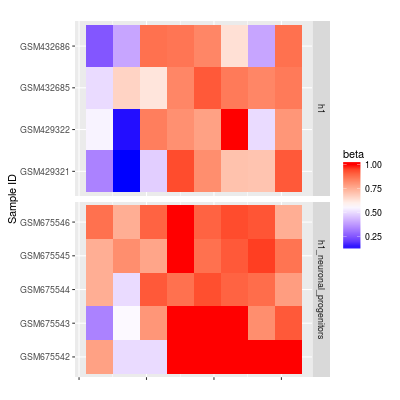 GSM432686
GSM432685
GSM429322
GSM429321
h1
GSM675546
GSM675545
GSM675544
GSM675543
GSM675542
h1_neuronal_progenitors
Sample ID
beta
1.00
0.75
0.50
0.25